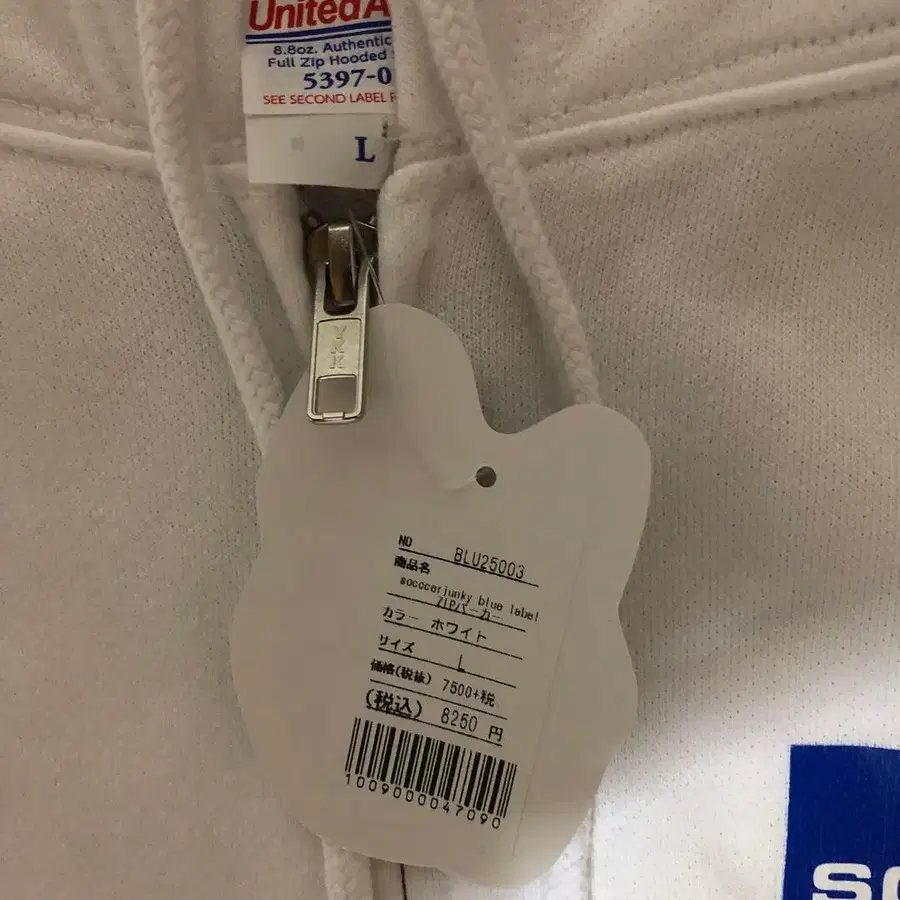 United A
8.8oz. Authentic
Full Zip Hooded
5397-0
SEE SECOND LABEL F
L
YKK
NO BLU25003
商品名
socccerjunky blue label
ZIPパーカー
カラー ホワイト
サイズ L
価格(税抜) 7500+税
(税込) 8250 円
1009000047090
so